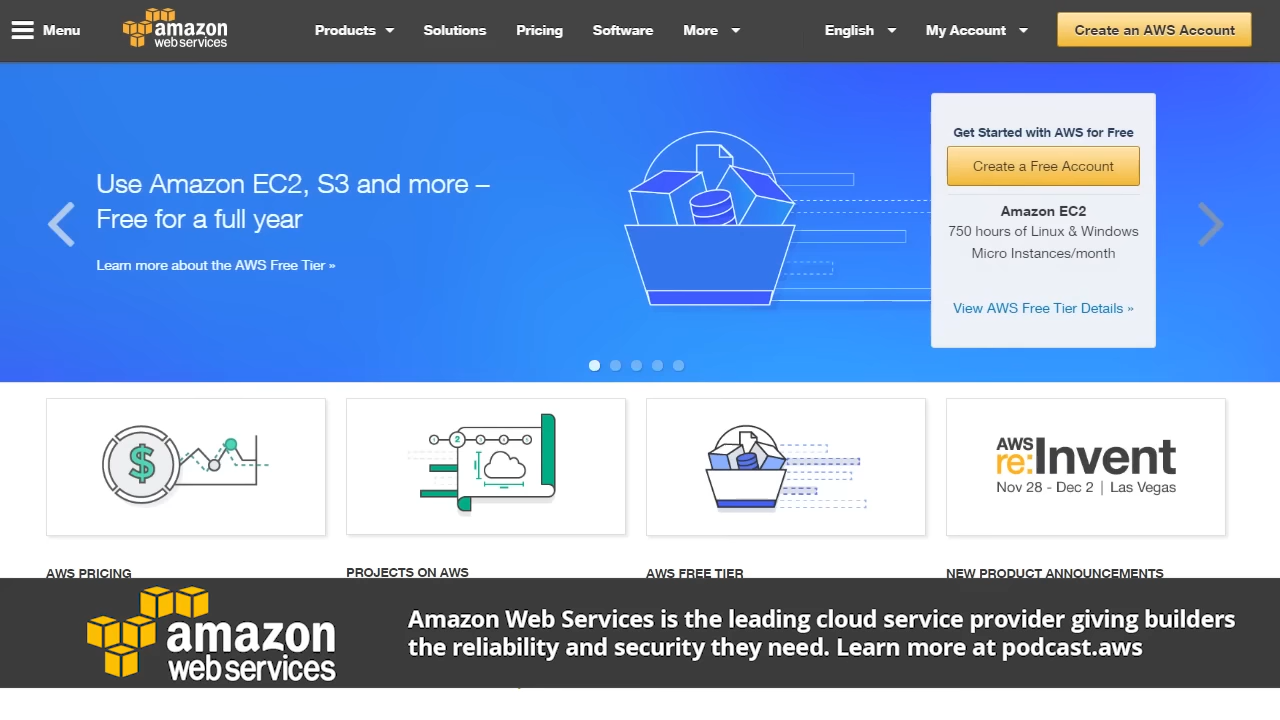 Menu
amazon
web services
Products
Solutions
Pricing
Software
More
English
My Account
Create an AWS Account
Use Amazon EC2, S3 and more –
Free for a full year
Learn more about the AWS Free Tier »
Get Started with AWS for Free
Create a Free Account
Amazon EC2
750 hours of Linux & Windows
Micro Instances/month
View AWS Free Tier Details »
$
1 2 3 4 5
AWS
re:Invent
Nov 28 - Dec 2 | Las Vegas
AWS PRICING
PROJECTS ON AWS
AWS FREE TIER
NEW PRODUCT ANNOUNCEMENTS
amazon
web services
Amazon Web Services is the leading cloud service provider giving builders
the reliability and security they need. Learn more at podcast.aws